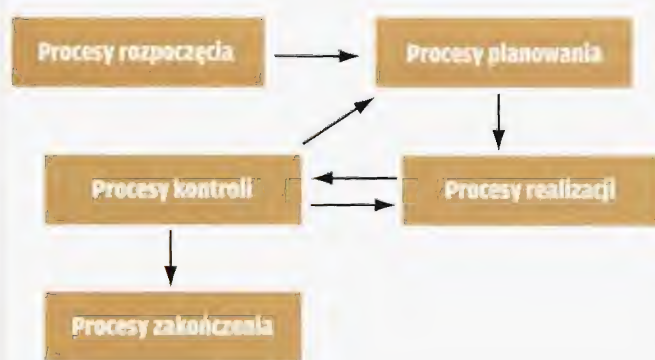 Procesy rozpoczęcia
Procesy planowania
Procesy kontroli
Procesy realizacji
Procesy zakończenia